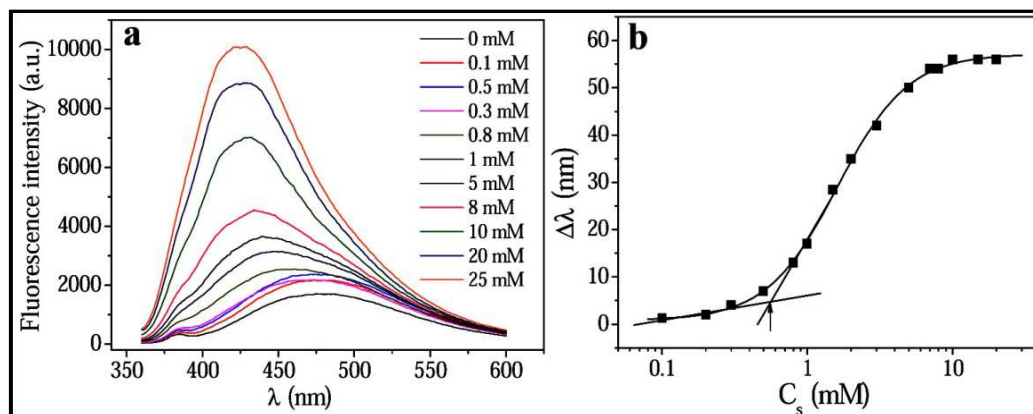 a
Fluorescence intensity (a.u.)
10000
8000
6000
4000
2000
0
350
400
450
500
550
600
λ (nm)
0 mM
0.1 mM
0.5 mM
0.3 mM
0.8 mM
1 mM
5 mM
8 mM
10 mM
20 mM
25 mM
b
Δλ (nm)
60
50
40
30
20
10
0
0.1
1
10
C_s (mM)